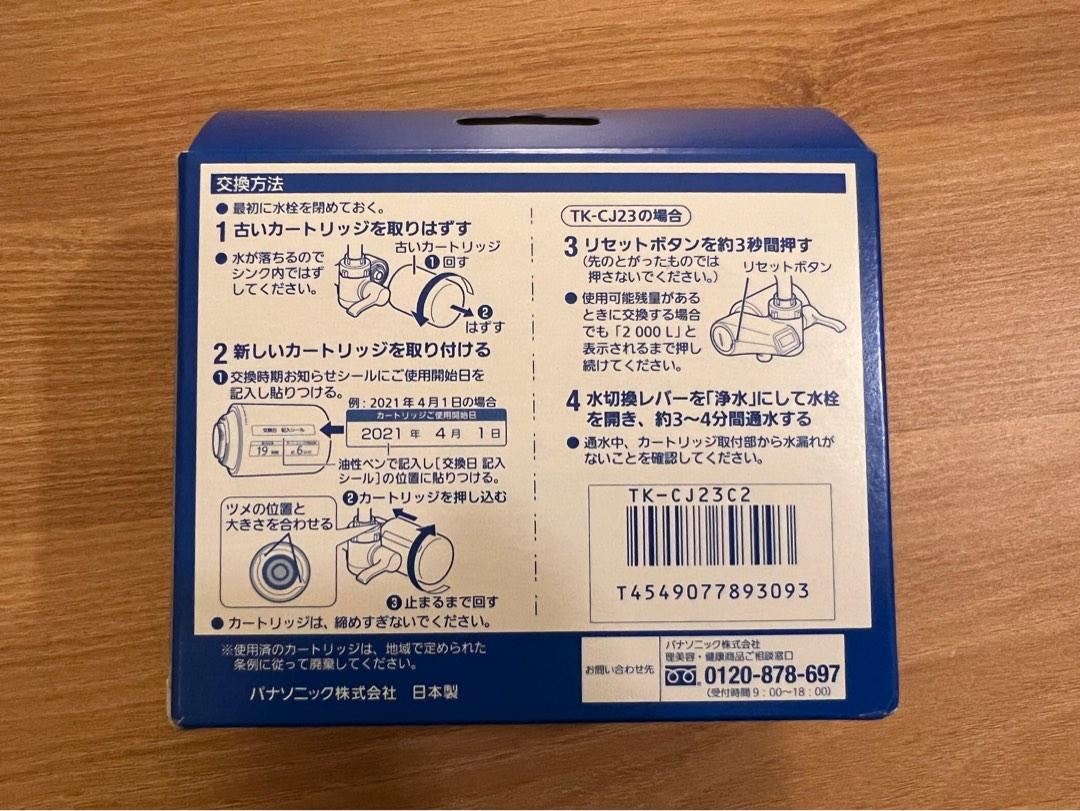 交換方法
● 最初に水栓を閉めておく。
1 古いカートリッジを取りはずす
● 水が落ちるので
シンク内ではず
してください。
古いカートリッジ
❶回す
❷
はずす
2 新しいカートリッジを取り付ける
❶交換時期お知らせシールにご使用開始日を
記入し貼りつける。
例：2021年4月1日の場合
カートリッジご使用開始日
2021 年 4 月 1 日
交換日 記入シール
油性ペンで記入し［交換日 記入
シール］の位置に貼りつける。
❷カートリッジを押し込む
ツメの位置と
大きさを合わせる
❸止まるまで回す
● カートリッジは、締めすぎないでください。
TK-CJ23の場合
3 リセットボタンを約3秒間押す
（先のとがったものでは
押さないでください。）
リセットボタン
● 使用可能残量がある
ときに交換する場合
でも「2 000 L」と
表示されるまで押し
続けてください。
4 水切換レバーを「浄水」にして水栓
を開き、約3〜4分間通水する
● 通水中、カートリッジ取付部から水漏れが
ないことを確認してください。
TK-CJ23C2
T4549077893093
※使用済のカートリッジは、地域で定められた
条例に従って廃棄してください。
パナソニック株式会社 日本製
お問い合わせ先
パナソニック株式会社
理美容・健康商品ご相談窓口
0120-878-697
（受付時間 9：00〜18：00）